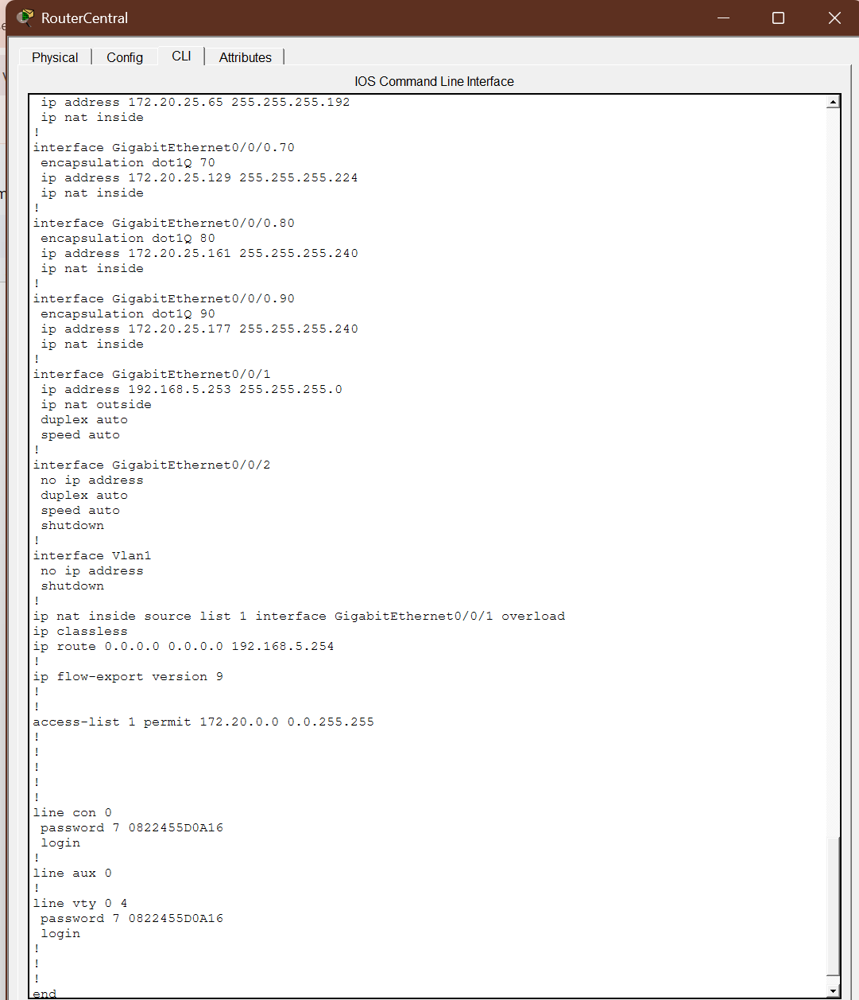 RouterCentral
Physical Config CLI Attributes
IOS Command Line Interface
ip address 172.20.25.65 255.255.255.192
ip nat inside
!
interface GigabitEthernet0/0/0.70
encapsulation dot1Q 70
ip address 172.20.25.129 255.255.255.224
ip nat inside
!
interface GigabitEthernet0/0/0.80
encapsulation dot1Q 80
ip address 172.20.25.161 255.255.255.240
ip nat inside
!
interface GigabitEthernet0/0/0.90
encapsulation dot1Q 90
ip address 172.20.25.177 255.255.255.240
ip nat inside
!
interface GigabitEthernet0/0/1
ip address 192.168.5.253 255.255.255.0
ip nat outside
duplex auto
speed auto
!
interface GigabitEthernet0/0/2
no ip address
duplex auto
speed auto
shutdown
!
interface Vlan1
no ip address
shutdown
!
ip nat inside source list 1 interface GigabitEthernet0/0/1 overload
ip classless
ip route 0.0.0.0 0.0.0.0 192.168.5.254
!
ip flow-export version 9
!
!
access-list 1 permit 172.20.0.0 0.0.255.255
!
!
!
!
!
line con 0
password 7 0822455D0A16
login
!
line aux 0
!
line vty 0 4
password 7 0822455D0A16
login
!
!
!
end